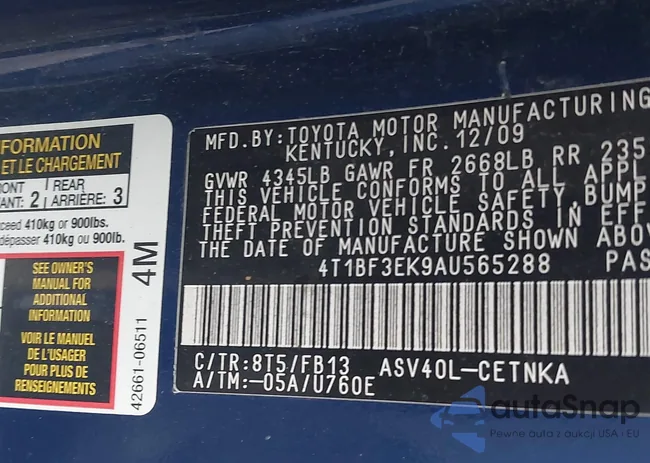 FORMATION
ET LE CHARGEMENT
ONT 2 REAR
ANT: ARRIÈRE: 3
ceed 410kg or 900lbs.
dépasser 410kg ou 900lb.
SEE OWNER'S
MANUAL FOR
ADDITIONAL
INFORMATION
VOIR LE MANUEL
DE L'USAGER
POUR PLUS DE
RENSEIGNEMENTS
4M
42661-06511
MFD.BY:TOYOTA MOTOR MANUFACTURING
KENTUCKY, INC.12/09
GVWR 4345LB GAWR FR 2668LB RR 235
THIS VEHICLE CONFORMS TO ALL APPL
FEDERAL MOTOR VEHICLE SAFETY,BUMP
THEFT PREVENTION STANDARDS IN EFF
THE DATE OF MANUFACTURE SHOWN ABO
4T1BF3EK9AU565288 PAS
C/TR:8T5/FB13 ASV40L-CETNKA
A/TM:-05A/U760E
autoSnap
Pewne auta z aukcji USA i EU